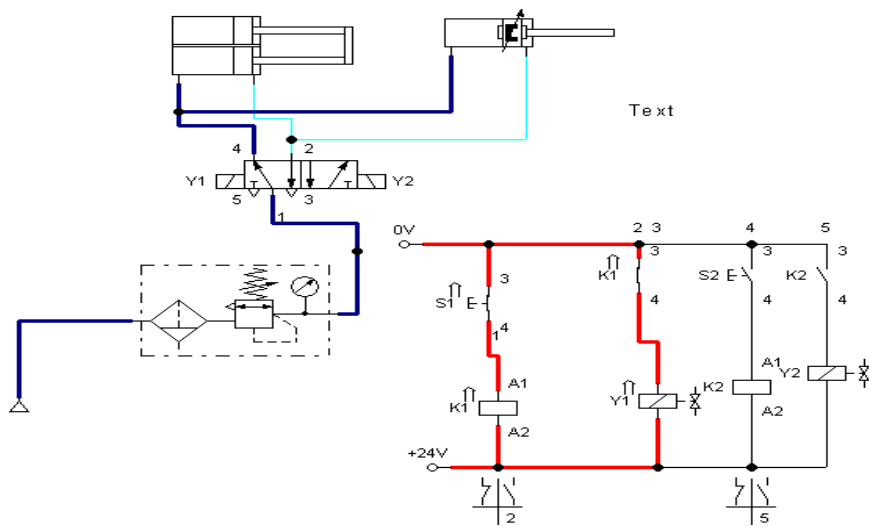 Text
4 2
Y1 Y2
5 3
1
0V 2 3 4 5
3 3 3 3
K1 S2 K2
S1 4 4 4 4
1
A1 A1
K1 Y1 K2 Y2
A2 A2
+24V
2 5